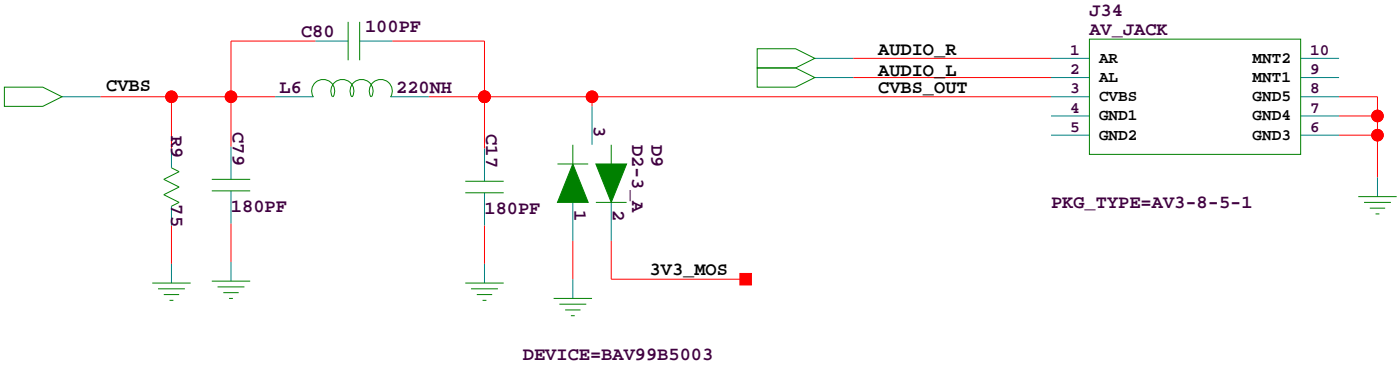 J34
AV_JACK
C80 100PF
AUDIO_R 1 AR MNT2 10
AUDIO_L 2 AL MNT1 9
CVBS L6 220NH CVBS_OUT 3 CVBS GND5 8
4 GND1 GND4 7
5 GND2 GND3 6
R9
75
C79
180PF
C17
180PF
3
D9
D2-3_A
1
2
PKG_TYPE=AV3-8-5-1
3V3_MOS
DEVICE=BAV99B5003